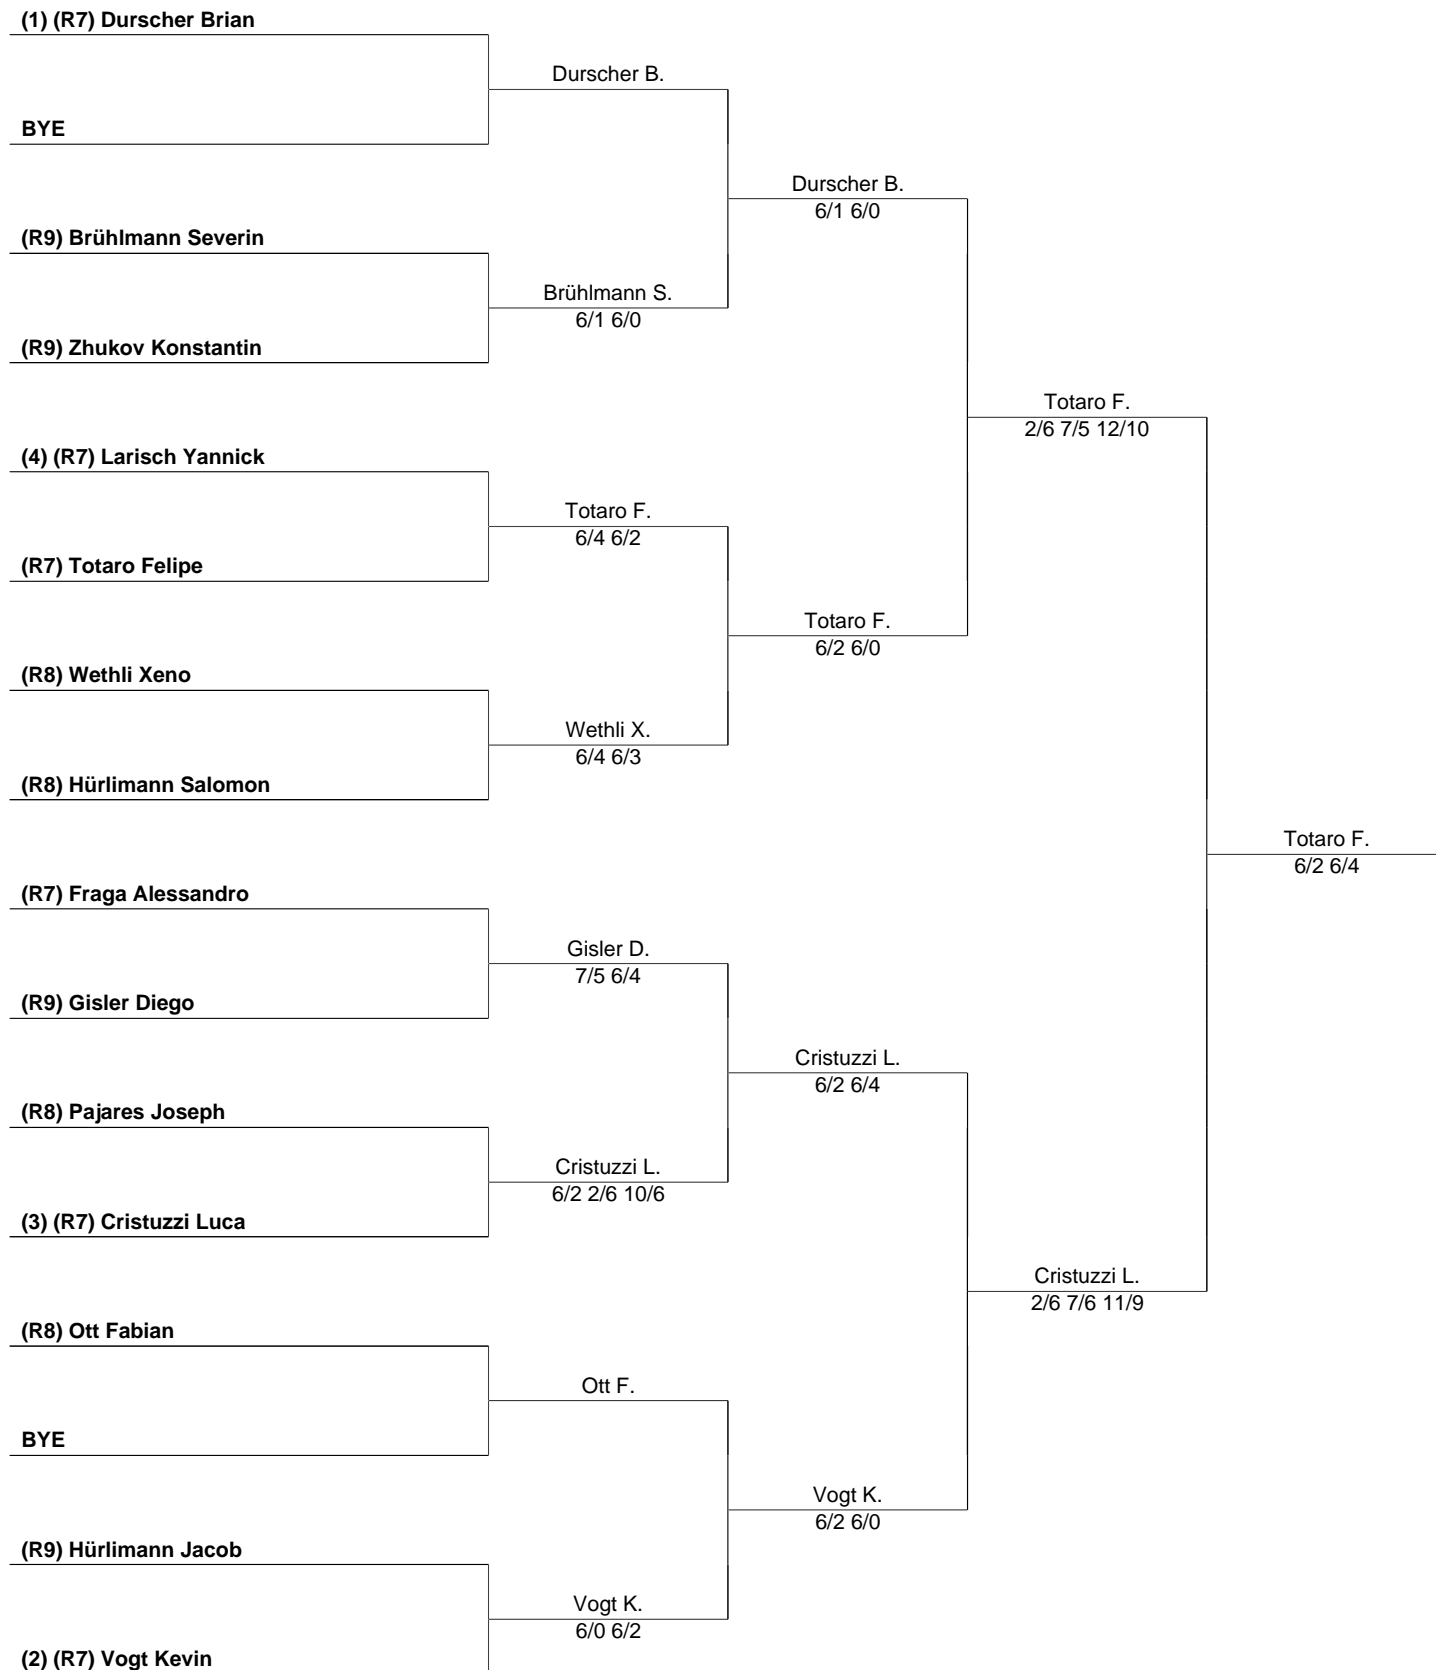 (1) (R7) Durscher Brian
Durscher B.
BYE
Durscher B.
6/1 6/0
(R9) Brühlmann Severin
Brühlmann S.
6/1 6/0
(R9) Zhukov Konstantin
Totaro F.
2/6 7/5 12/10
(4) (R7) Larisch Yannick
Totaro F.
6/4 6/2
(R7) Totaro Felipe
Totaro F.
6/2 6/0
(R8) Wethli Xeno
Wethli X.
6/4 6/3
(R8) Hürlimann Salomon
Totaro F.
6/2 6/4
(R7) Fraga Alessandro
Gisler D.
7/5 6/4
(R9) Gisler Diego
Cristuzzi L.
6/2 6/4
(R8) Pajares Joseph
Cristuzzi L.
6/2 2/6 10/6
(3) (R7) Cristuzzi Luca
Cristuzzi L.
2/6 7/6 11/9
(R8) Ott Fabian
Ott F.
BYE
Vogt K.
6/2 6/0
(R9) Hürlimann Jacob
Vogt K.
6/0 6/2
(2) (R7) Vogt Kevin